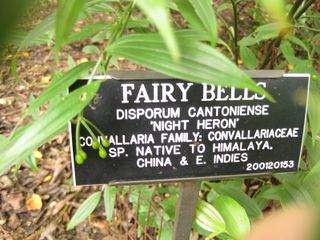 FAIRY BELLS
DISPORUM CANTONIENSE
"NIGHT HERON"
CONVALLARIA FAMILY: CONVALLARIACEAE
SP. NATIVE TO HIMALAYA,
CHINA & E. INDIES
200120153